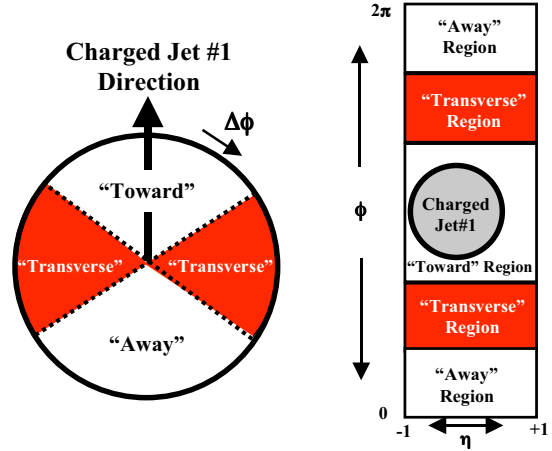 Charged Jet #1
Direction
Δϕ
“Toward”
“Transverse”
“Transverse”
“Away”
2π
“Away”
Region
“Transverse”
Region
ϕ
Charged
Jet#1
“Toward” Region
“Transverse”
Region
“Away”
Region
0
-1
η
+1